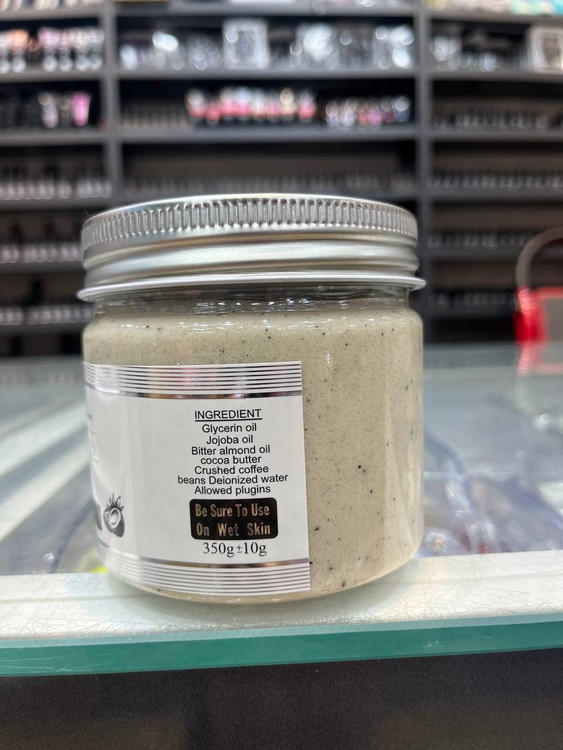 INGREDIENT
Glycerin oil
Jojoba oil
Bitter almond oil
cocoa butter
Crushed coffee
beans Deionized water
Allowed plugins
Be Sure To Use
On Wet Skin
350g±10g